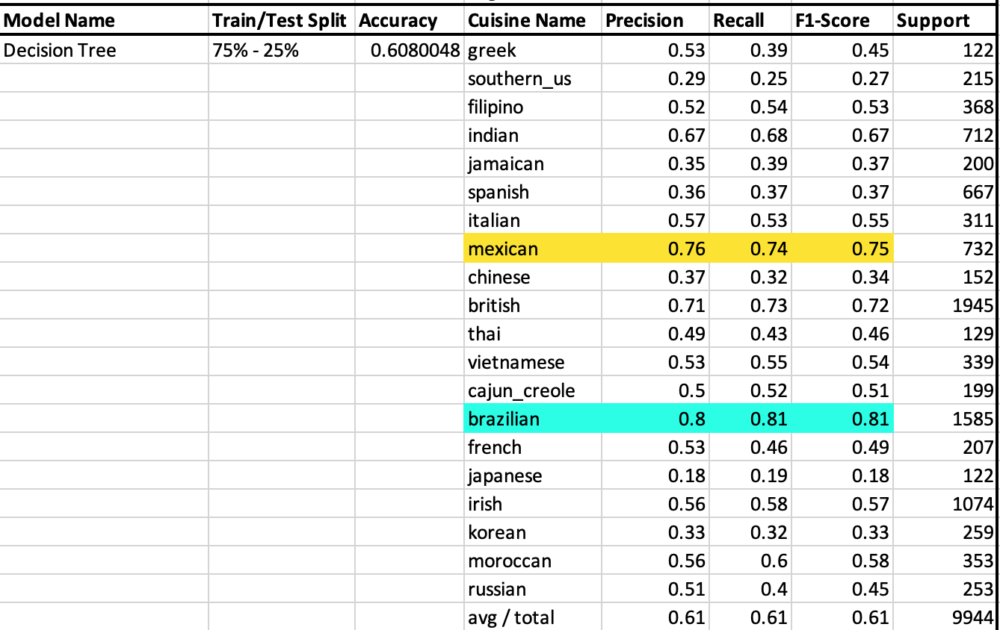 Model Name Train/Test Split Accuracy Cuisine Name Precision Recall F1-Score Support
Decision Tree 75% - 25% 0.6080048 greek 0.53 0.39 0.45 122
southern_us 0.29 0.25 0.27 215
filipino 0.52 0.54 0.53 368
indian 0.67 0.68 0.67 712
jamaican 0.35 0.39 0.37 200
spanish 0.36 0.37 0.37 667
italian 0.57 0.53 0.55 311
mexican 0.76 0.74 0.75 732
chinese 0.37 0.32 0.34 152
british 0.71 0.73 0.72 1945
thai 0.49 0.43 0.46 129
vietnamese 0.53 0.55 0.54 339
cajun_creole 0.5 0.52 0.51 199
brazilian 0.8 0.81 0.81 1585
french 0.53 0.46 0.49 207
japanese 0.18 0.19 0.18 122
irish 0.56 0.58 0.57 1074
korean 0.33 0.32 0.33 259
moroccan 0.56 0.6 0.58 353
russian 0.51 0.4 0.45 253
avg / total 0.61 0.61 0.61 9944